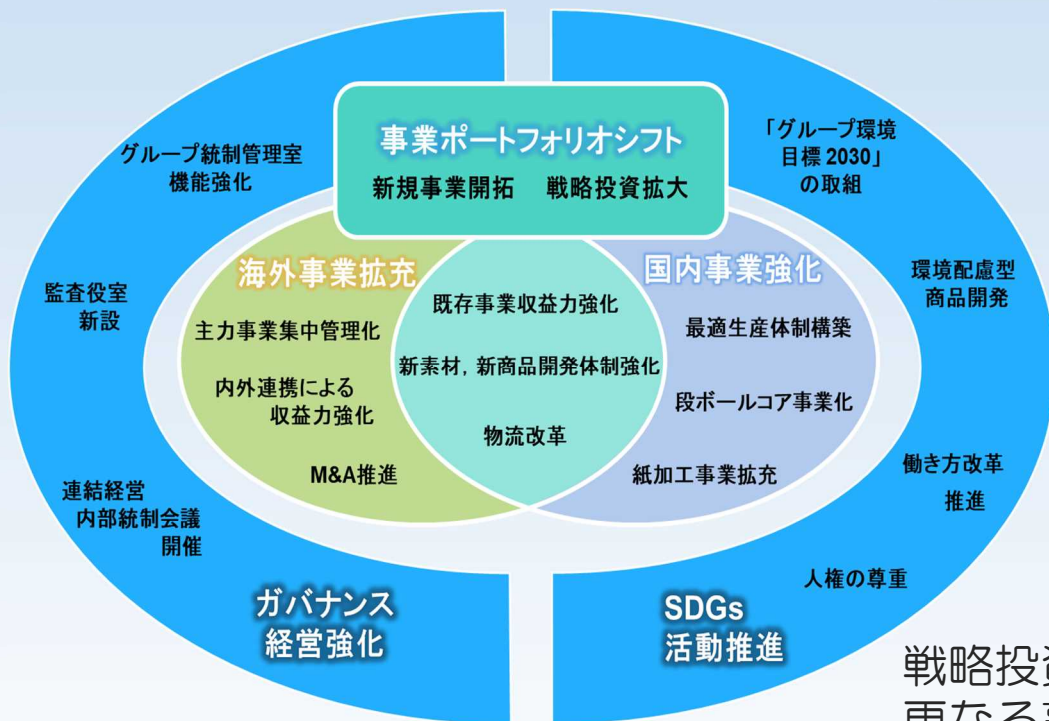 事業ポートフォリオシフト
新規事業開拓 戦略投資拡大
グループ統制管理室
機能強化
監査役室
新設
連結経営
内部統制会議
開催
ガバナンス
経営強化
海外事業拡充
主力事業集中管理化
内外連携による
収益力強化
M&A推進
既存事業収益力強化
新素材，新商品開発体制強化
物流改革
国内事業強化
最適生産体制構築
段ボールコア事業化
紙加工事業拡充
「グループ環境
目標 2030」
の取組
環境配慮型
商品開発
働き方改革
推進
人権の尊重
SDGs
活動推進
戦略投資